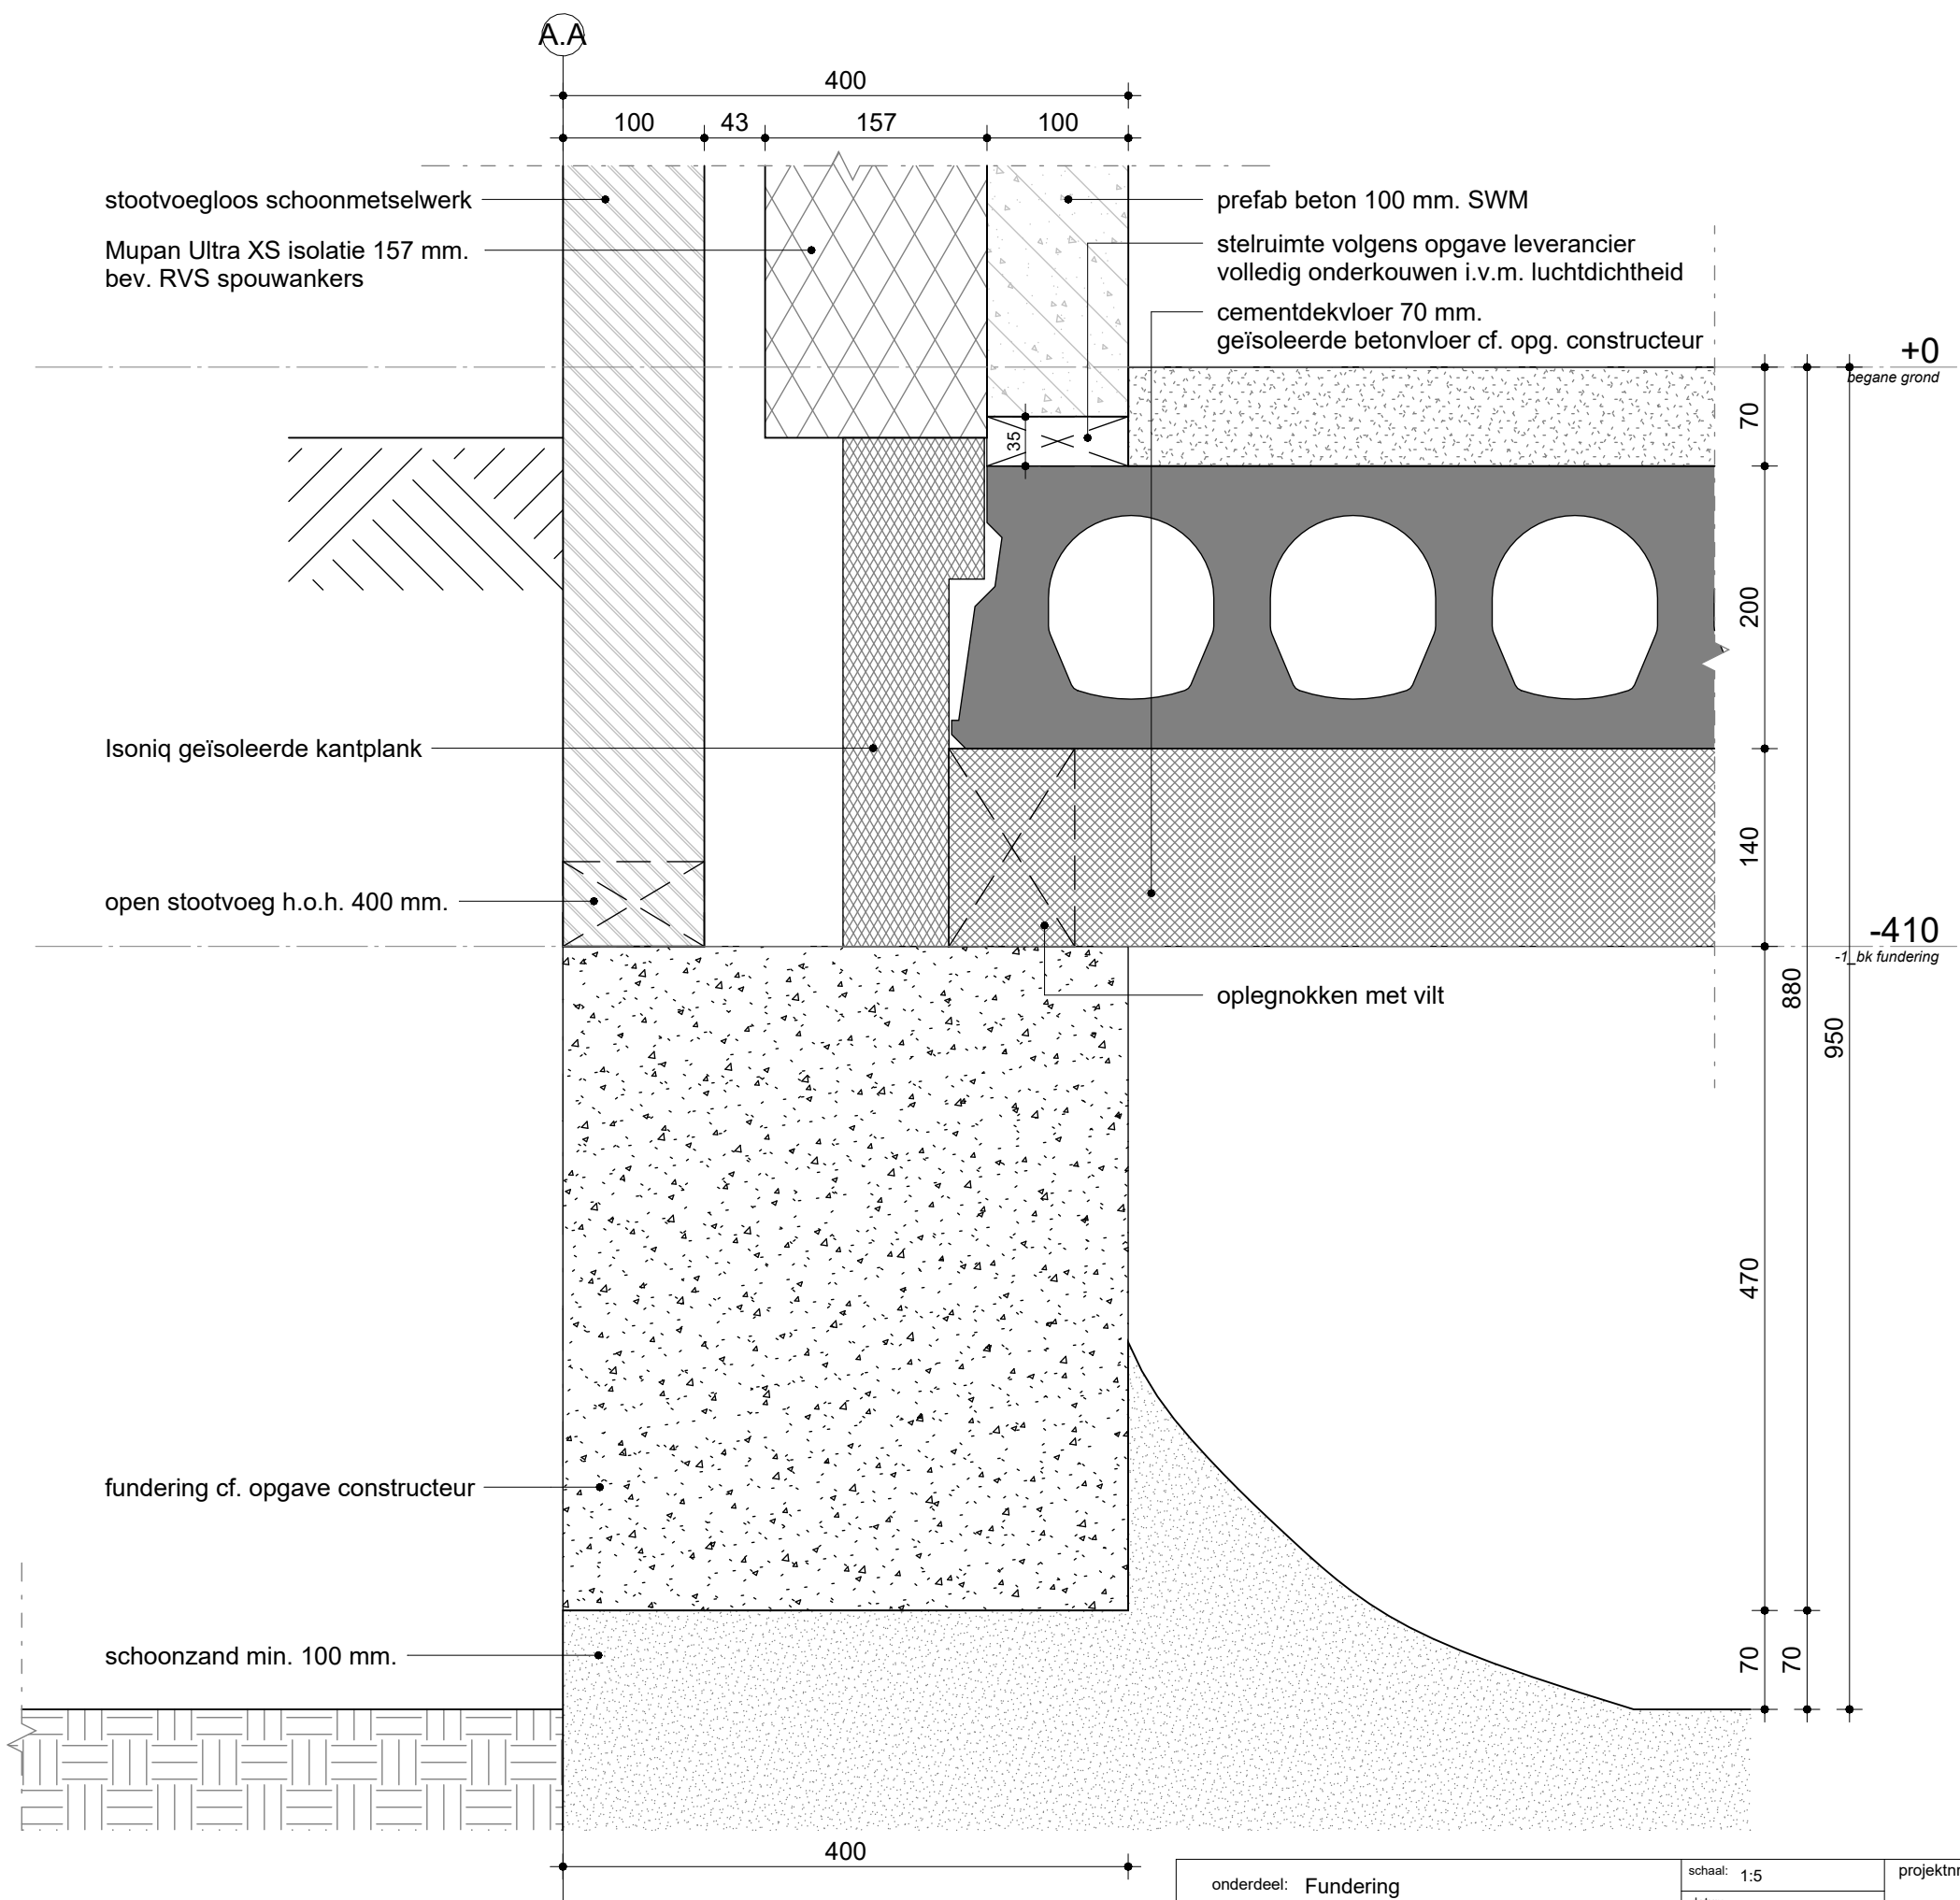 A.A
400
100 43 157 100
stootvoegloos schoonmetselwerk
Mupan Ultra XS isolatie 157 mm.
bev. RVS spouwankers
prefab beton 100 mm. SWM
stelruimte volgens opgave leverancier
volledig onderkouwen i.v.m. luchtdichtheid
cementdekvloer 70 mm.
geïsoleerde betonvloer cf. opg. constructeur
+0
begane grond
70
35
200
Isoniq geïsoleerde kantplank
140
open stootvoeg h.o.h. 400 mm.
-410
-1_bk fundering
oplegnokken met vilt
880
950
470
fundering cf. opgave constructeur
schoonzand min. 100 mm.
70 70
400
onderdeel: Fundering
schaal: 1:5